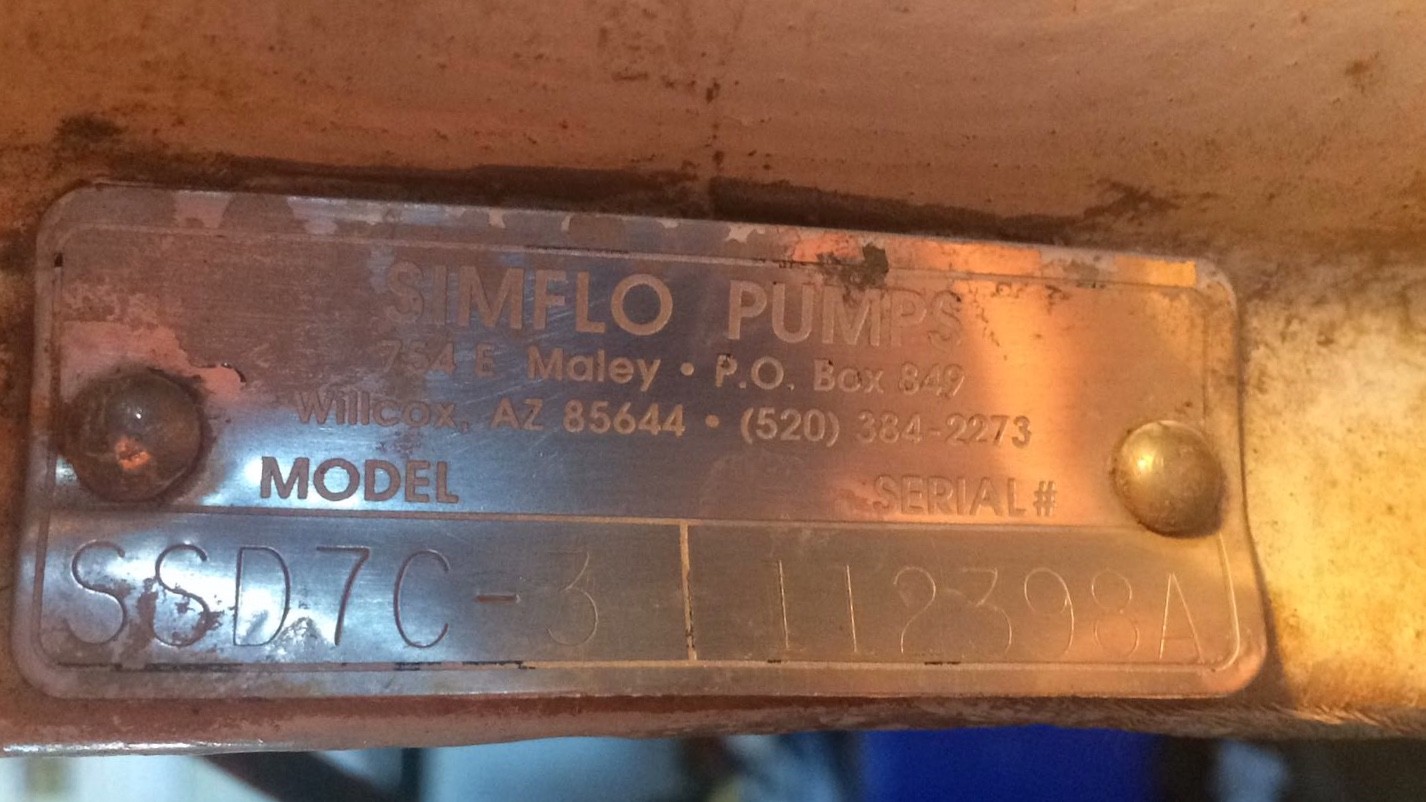 SIMFLO PUMPS
754 E Maley • P.O. Box 849
Willcox, AZ 85644 • (520) 384-2273
MODEL SERIAL#
SSD7C-3 112398A